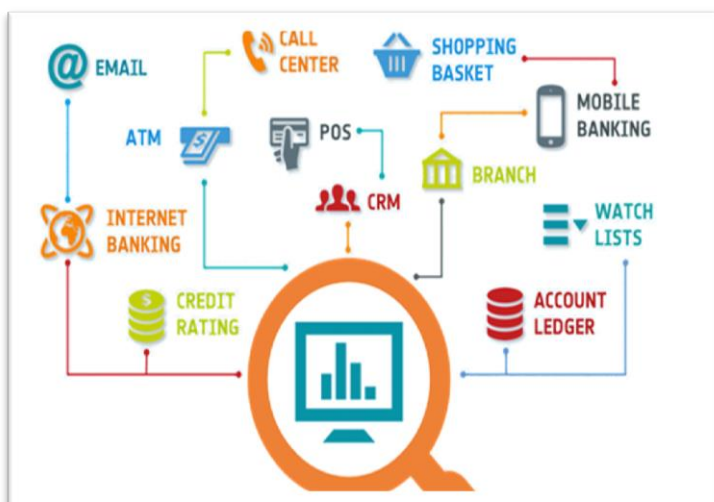 EMAIL
CALL
CENTER
SHOPPING
BASKET
MOBILE
BANKING
ATM
POS
BRANCH
CRM
INTERNET
BANKING
WATCH
LISTS
CREDIT
RATING
ACCOUNT
LEDGER